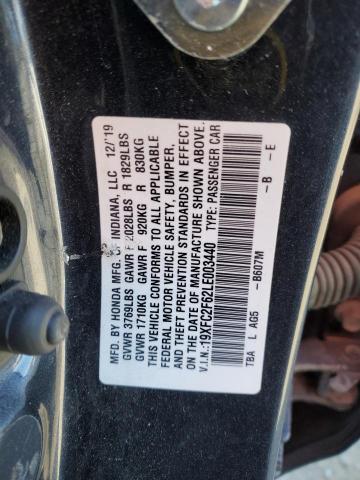 MFD. BY HONDA MFG. OF INDIANA, LLC 12/'19
GVWR 3769LBS GAWR F 2028LBS R 1829LBS
GVWR 1710KG GAWR F 920KG R 830KG
THIS VEHICLE CONFORMS TO ALL APPLICABLE
FEDERAL MOTOR VEHICLE SAFETY, BUMPER,
AND THEFT PREVENTION STANDARDS IN EFFECT
ON THE DATE OF MANUFACTURE SHOWN ABOVE.
V.I.N.:19XFC2F62LE003440 TYPE: PASSENGER CAR
-B607M -B -E
TBA L AG5